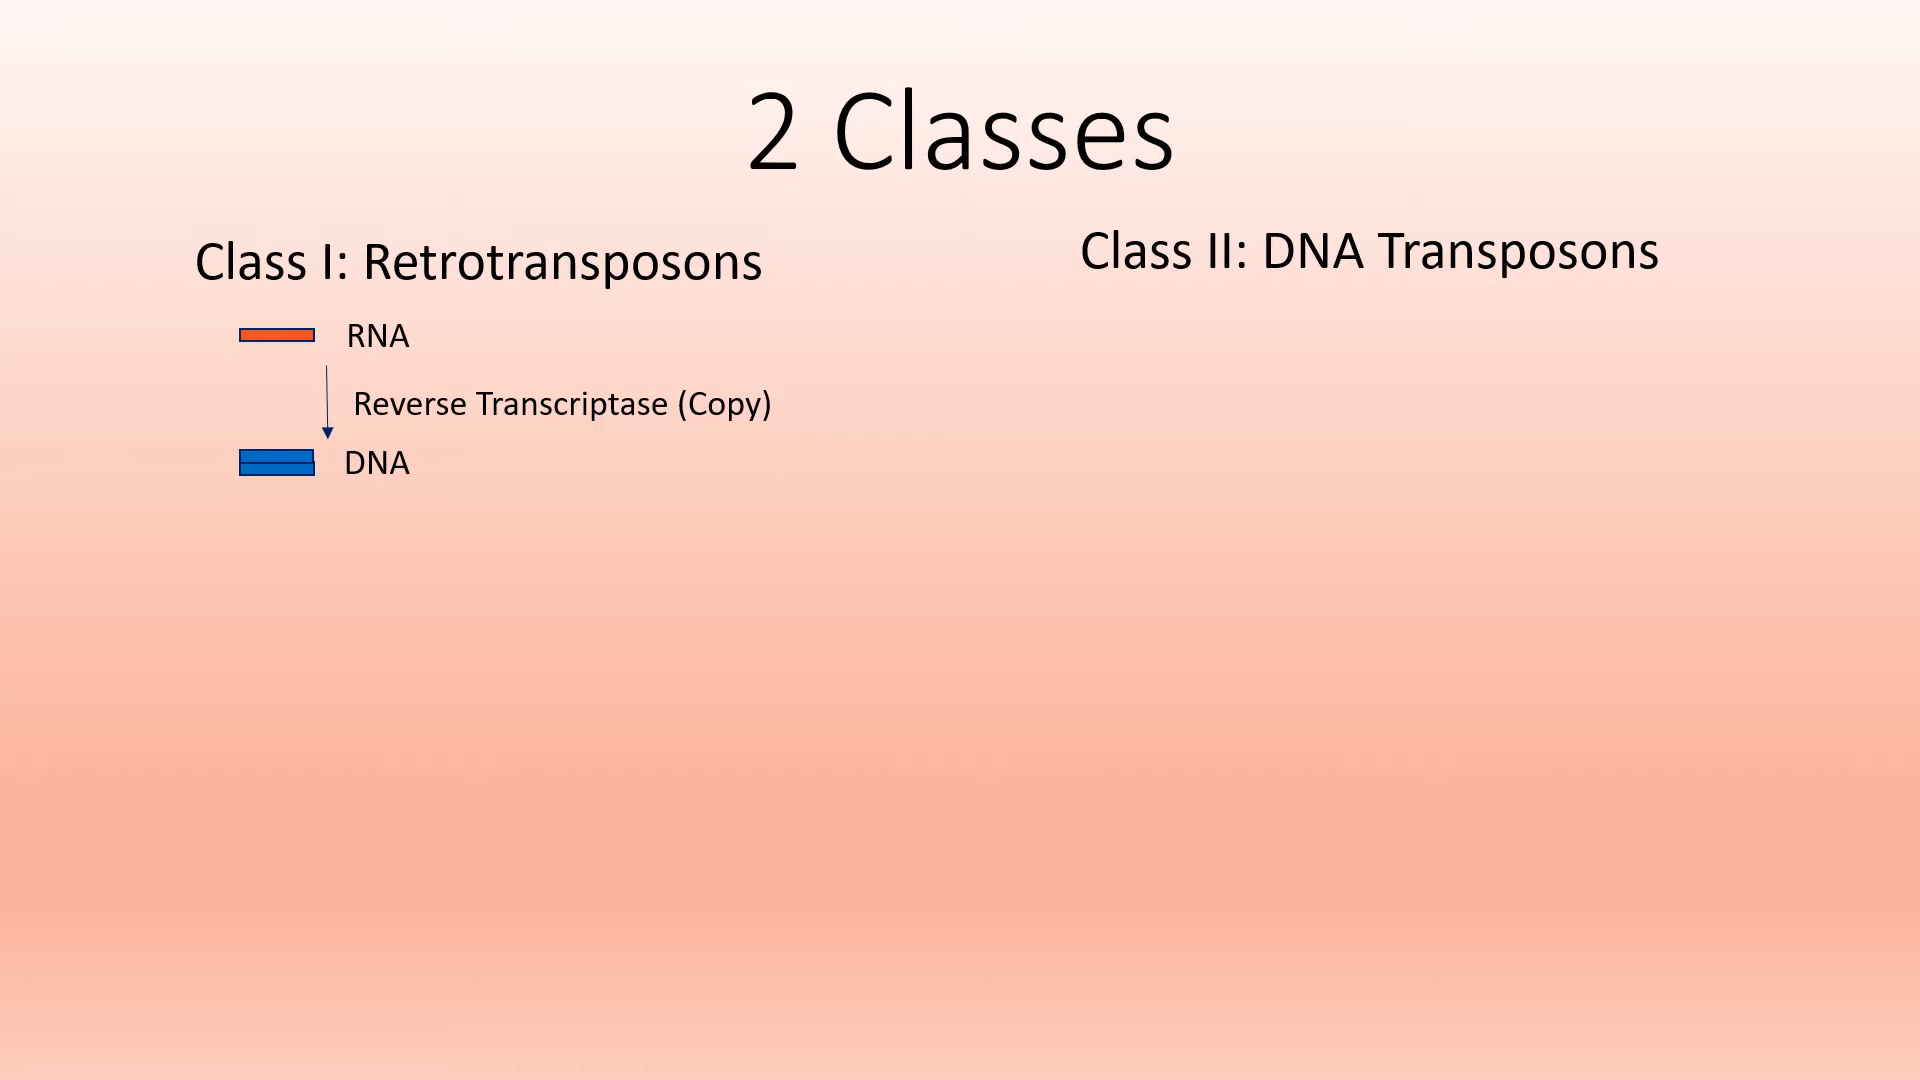 2 Classes
Class I: Retrotransposons
RNA
Reverse Transcriptase (Copy)
DNA
Class II: DNA Transposons